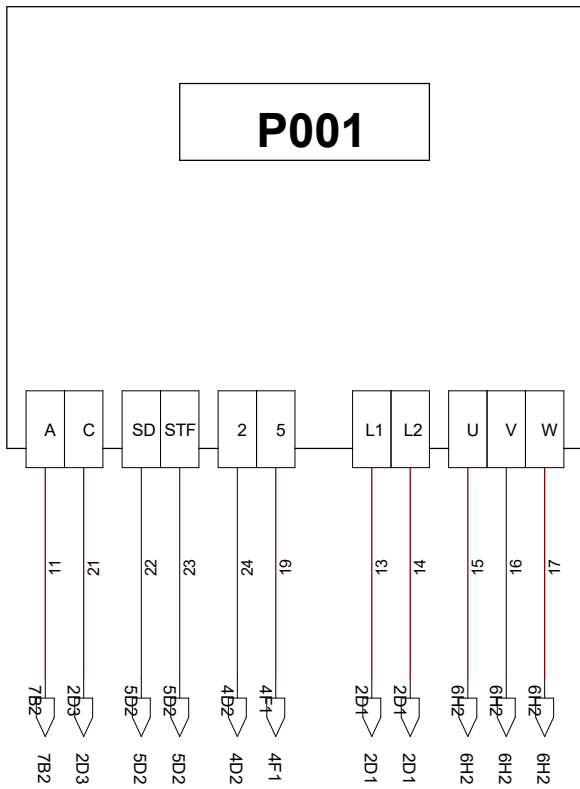 P001
A C SD STF 2 5 L1 L2 U V W
11 21 22 23 24 19 13 14 15 16 17
7B2 2D3 5D2 5D2 4D2 4F1 2D1 2D1 6H2 6H2 6H2
7B2 2D3 5D2 5D2 4D2 4F1 2D1 2D1 6H2 6H2 6H2